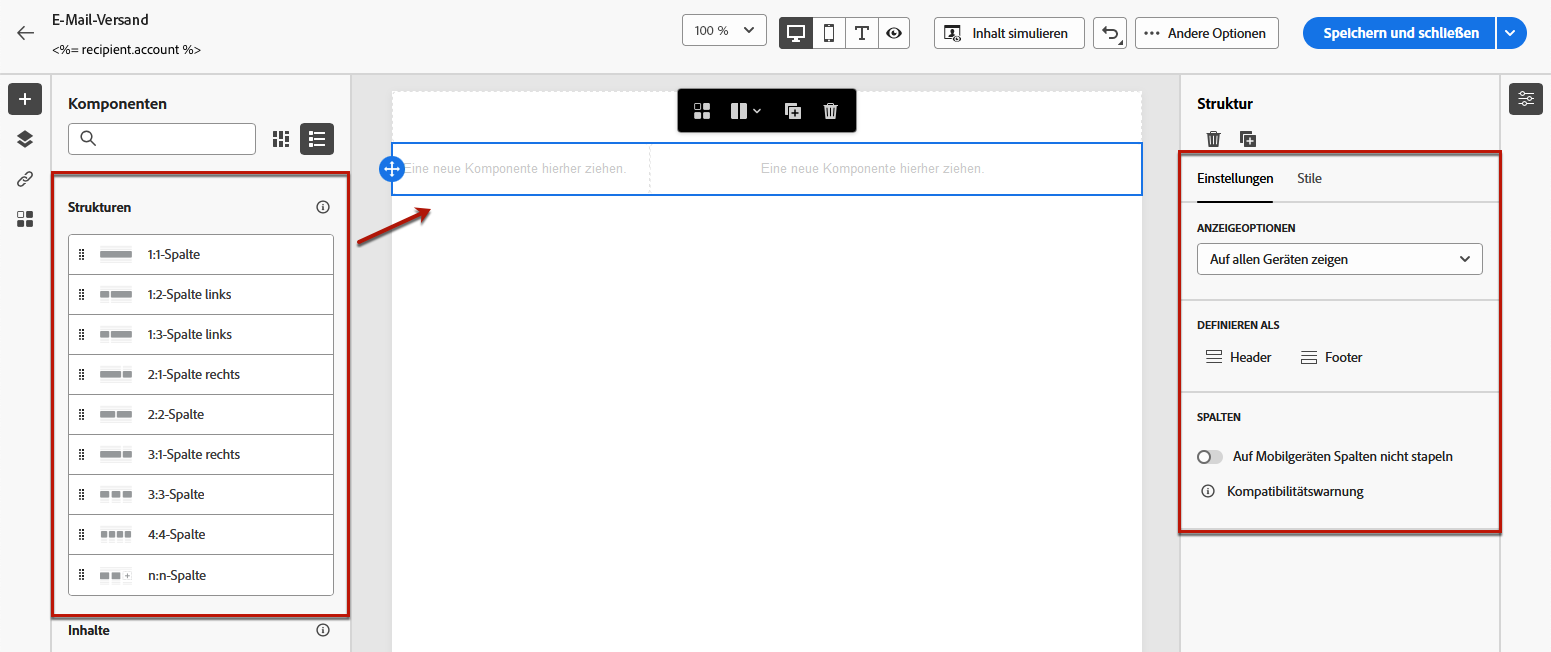 E-Mail-Versand
<%= recipient.account %>
100 %
Inhalt simulieren
Andere Optionen
Speichern und schließen
Komponenten
Strukturen
1:1-Spalte
1:2-Spalte links
1:3-Spalte links
2:1-Spalte rechts
2:2-Spalte
3:1-Spalte rechts
3:3-Spalte
4:4-Spalte
n:n-Spalte
Inhalte
Eine neue Komponente hierher ziehen.
Eine neue Komponente hierher ziehen.
Struktur
Einstellungen
Stile
ANZEIGEOPTIONEN
Auf allen Geräten zeigen
DEFINIEREN ALS
Header
Footer
SPALTEN
Auf Mobilgeräten Spalten nicht stapeln
Kompatibilitätswarnung